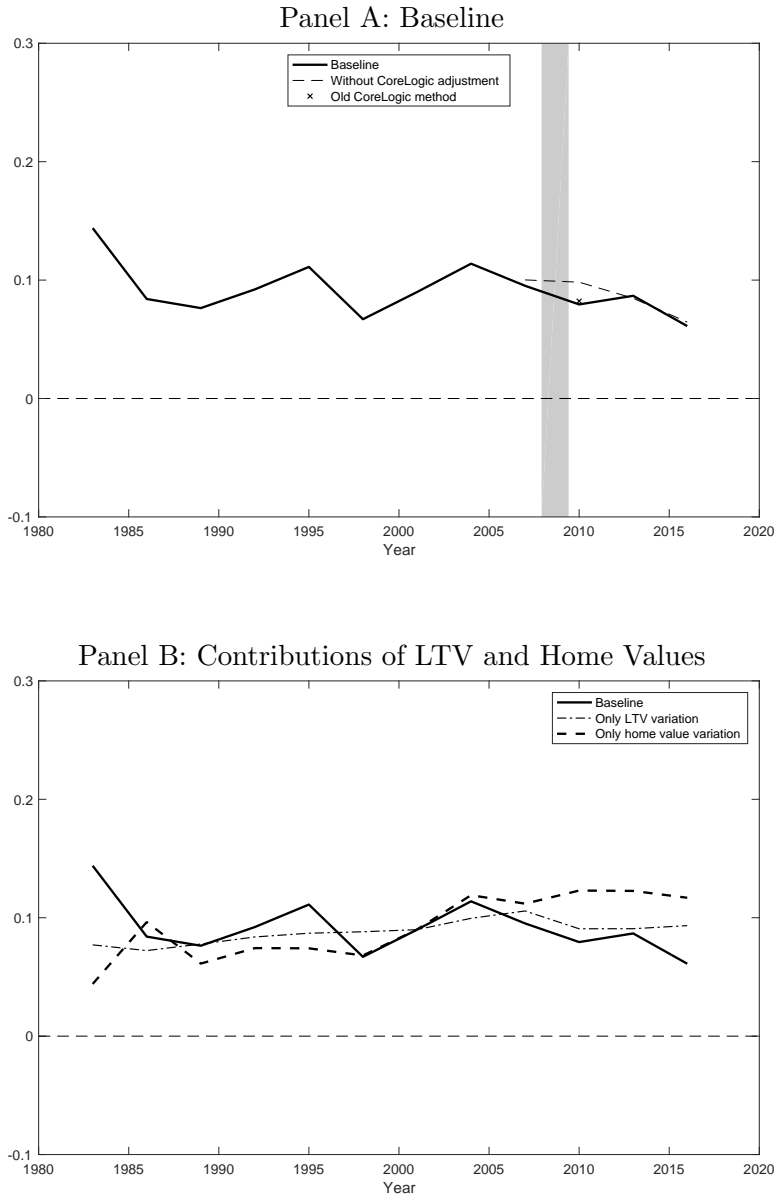 Panel A: Baseline
0.3
Baseline
Without CoreLogic adjustment
Old CoreLogic method
0.2
0.1
0
-0.1
1980 1985 1990 1995 2000 2005 2010 2015 2020
Year
Panel B: Contributions of LTV and Home Values
0.3
Baseline
Only LTV variation
Only home value variation
0.2
0.1
0
-0.1
1980 1985 1990 1995 2000 2005 2010 2015 2020
Year